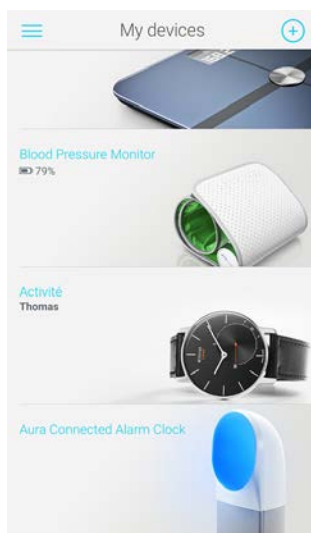 My devices
Blood Pressure Monitor
79%
Activité
Thomas
Aura Connected Alarm Clock